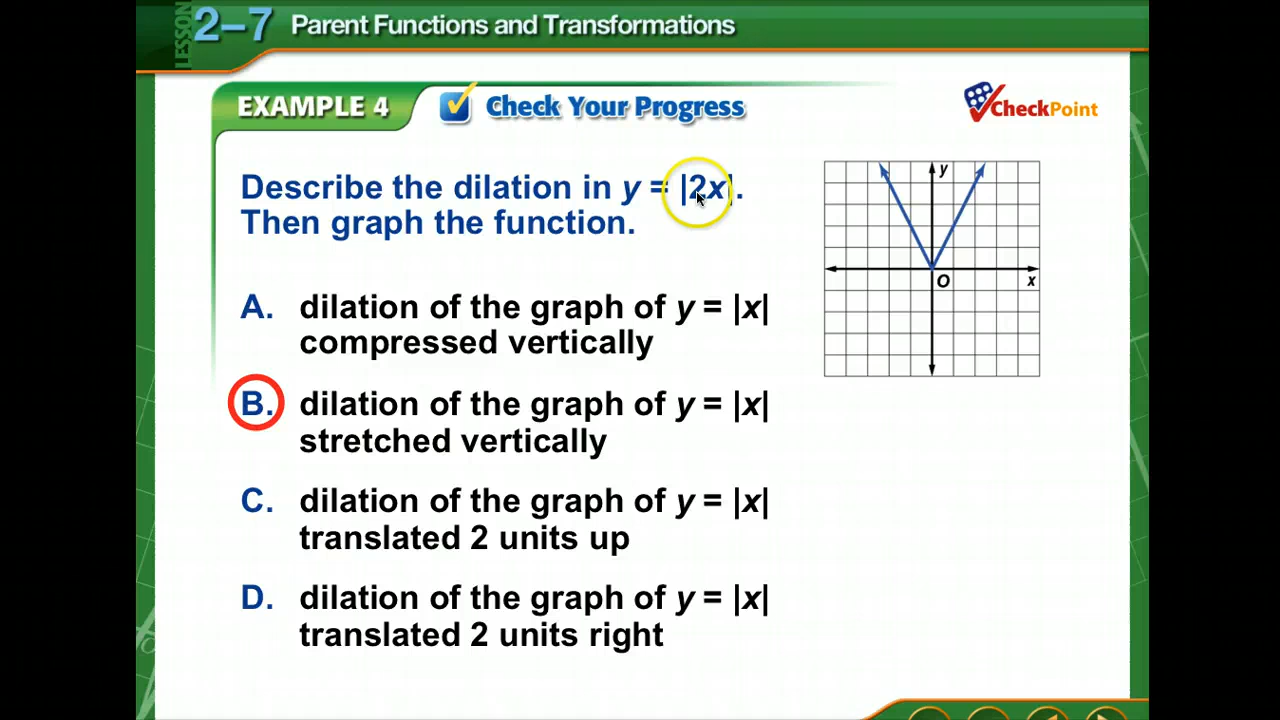 LESSON
2–7 Parent Functions and Transformations
EXAMPLE 4
Check Your Progress
CheckPoint
Describe the dilation in y = |2x|.
Then graph the function.
y
O
x
A. dilation of the graph of y = |x|
compressed vertically
B. dilation of the graph of y = |x|
stretched vertically
C. dilation of the graph of y = |x|
translated 2 units up
D. dilation of the graph of y = |x|
translated 2 units right